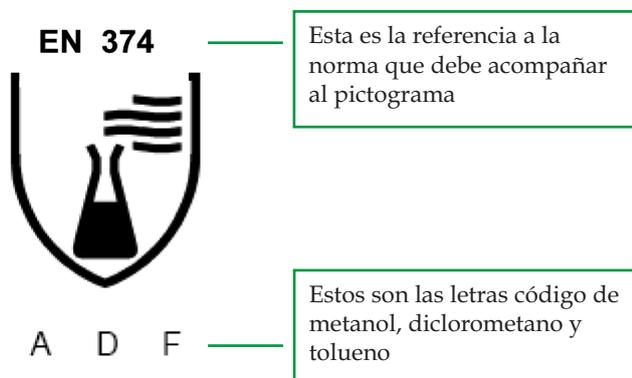 EN 374
Esta es la referencia a la
norma que debe acompañar
al pictograma
Estos son las letras código de
metanol, diclorometano y
tolueno
A D F